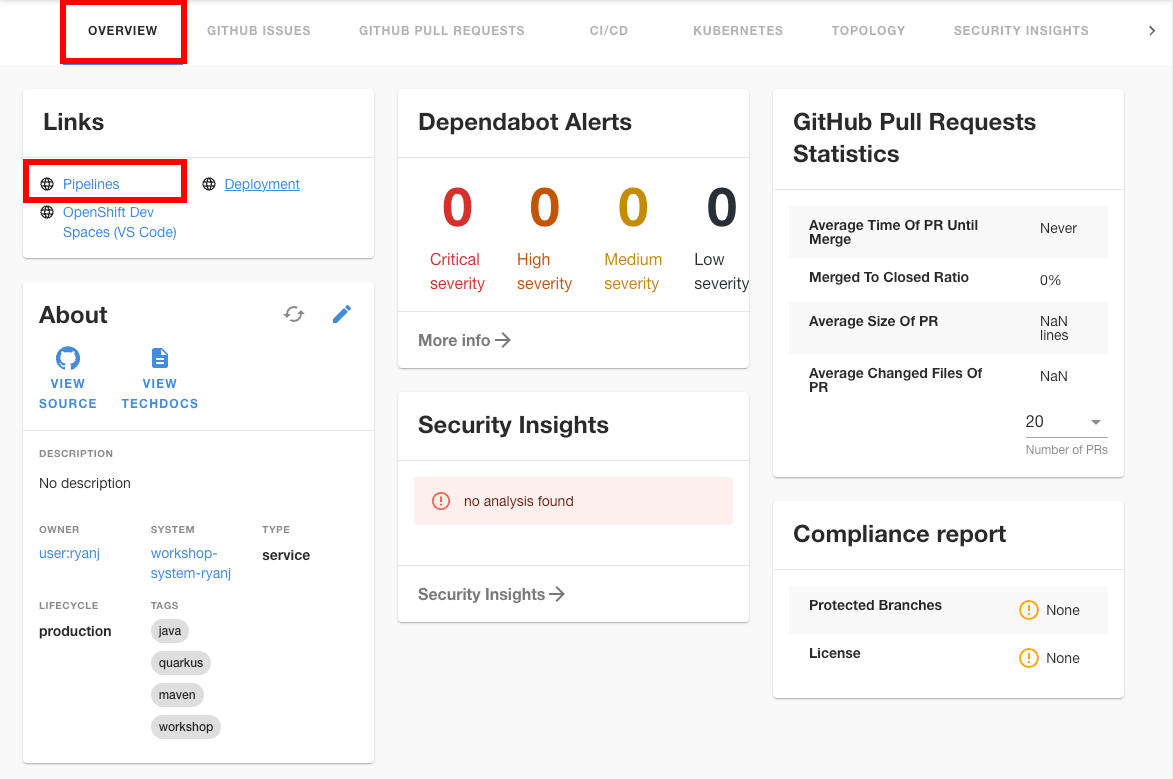 OVERVIEW
GITHUB ISSUES
GITHUB PULL REQUESTS
CI/CD
KUBERNETES
TOPOLOGY
SECURITY INSIGHTS
Links
Pipelines
Deployment
OpenShift Dev
Spaces (VS Code)
About
VIEW
SOURCE
VIEW
TECHDOCS
DESCRIPTION
No description
OWNER
user:ryanj
SYSTEM
workshop-
system-ryanj
TYPE
service
LIFECYCLE
production
TAGS
java
quarkus
maven
workshop
Dependabot Alerts
0
Critical
severity
0
High
severity
0
Medium
severity
0
Low
severity
More info
Security Insights
no analysis found
Security Insights
GitHub Pull Requests
Statistics
Average Time Of PR Until
Merge
Never
Merged To Closed Ratio
0%
Average Size Of PR
NaN
lines
Average Changed Files Of
PR
NaN
20
Number of PRs
Compliance report
Protected Branches
None
License
None